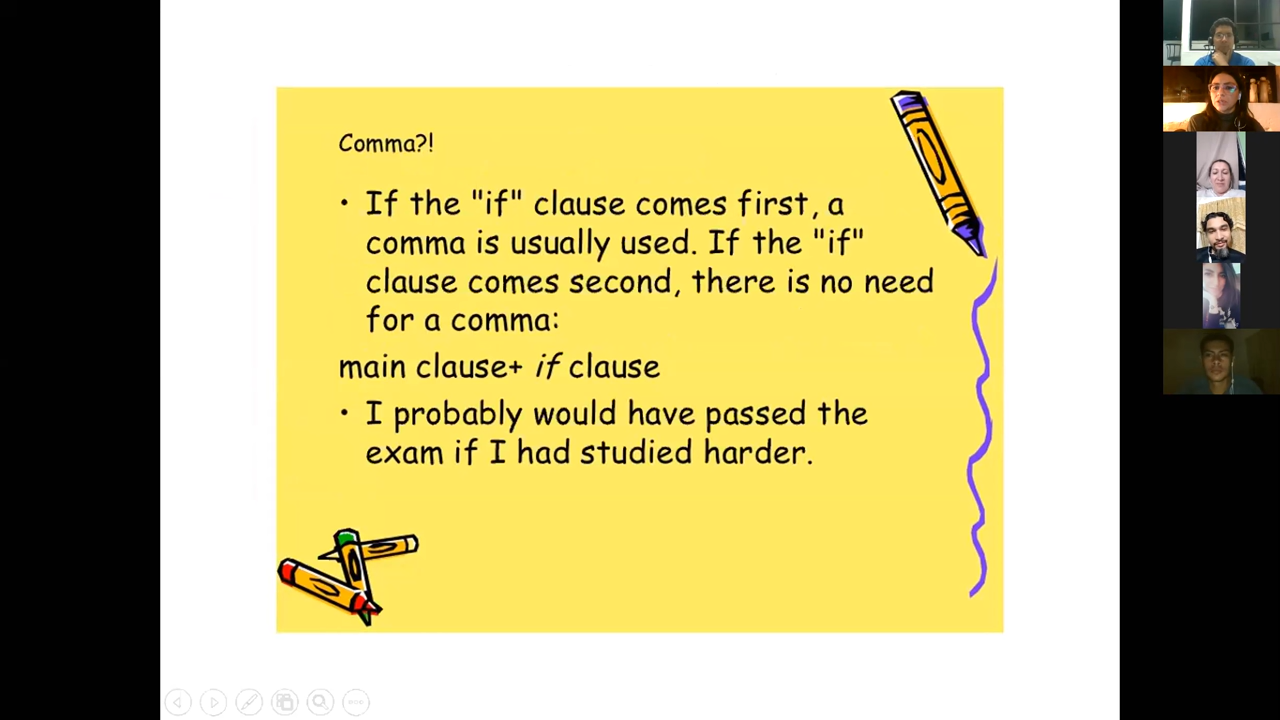 Comma?!
• If the "if" clause comes first, a
comma is usually used. If the "if"
clause comes second, there is no need
for a comma:
main clause+ if clause
• I probably would have passed the
exam if I had studied harder.